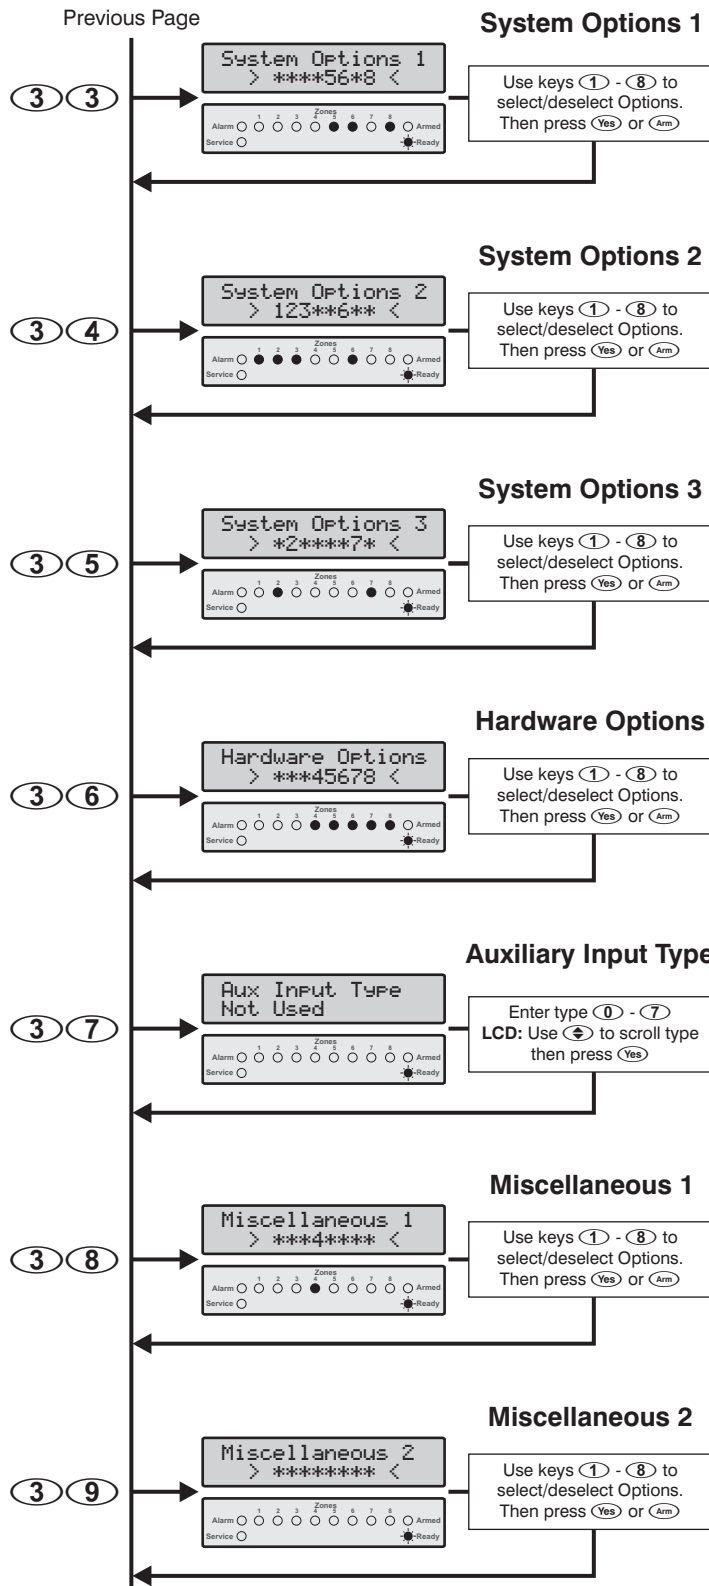 Previous Page
System Options 1
3 3
System Options 1
> ****56*8 <
Zones
1 2 3 4 5 6 7 8
Alarm Armed
Service Ready
Use keys 1 - 8 to
select/deselect Options.
Then press Yes or Arm
System Options 2
3 4
System Options 2
> 123**6** <
Zones
1 2 3 4 5 6 7 8
Alarm Armed
Service Ready
Use keys 1 - 8 to
select/deselect Options.
Then press Yes or Arm
System Options 3
3 5
System Options 3
> *2****7* <
Zones
1 2 3 4 5 6 7 8
Alarm Armed
Service Ready
Use keys 1 - 8 to
select/deselect Options.
Then press Yes or Arm
Hardware Options
3 6
Hardware Options
> ***45678 <
Zones
1 2 3 4 5 6 7 8
Alarm Armed
Service Ready
Use keys 1 - 8 to
select/deselect Options.
Then press Yes or Arm
Auxiliary Input Type
3 7
Aux Input Type
Not Used
Zones
1 2 3 4 5 6 7 8
Alarm Armed
Service Ready
Enter type 0 - 7
LCD: Use to scroll type
then press Yes
Miscellaneous 1
3 8
Miscellaneous 1
> ***4**** <
Zones
1 2 3 4 5 6 7 8
Alarm Armed
Service Ready
Use keys 1 - 8 to
select/deselect Options.
Then press Yes or Arm
Miscellaneous 2
3 9
Miscellaneous 2
> ******** <
Zones
1 2 3 4 5 6 7 8
Alarm Armed
Service Ready
Use keys 1 - 8 to
select/deselect Options.
Then press Yes or Arm